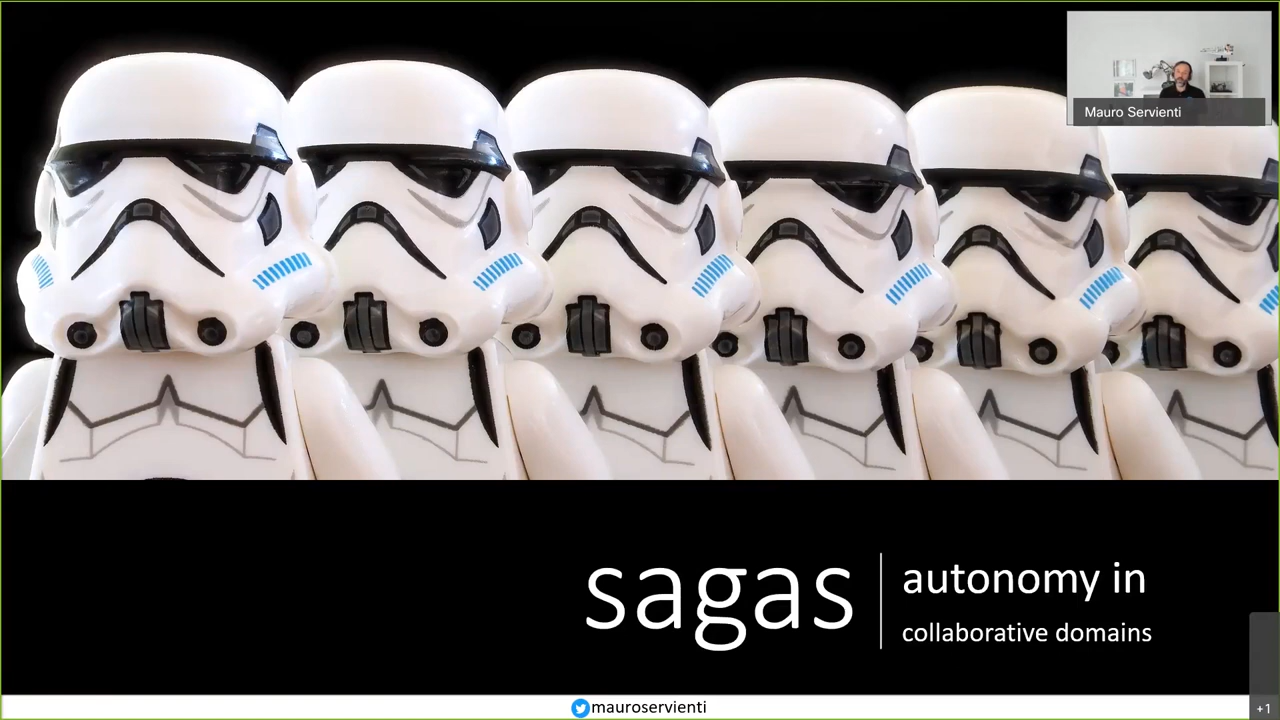 Mauro Servienti
sagas
autonomy in
collaborative domains
mauroservienti
+1